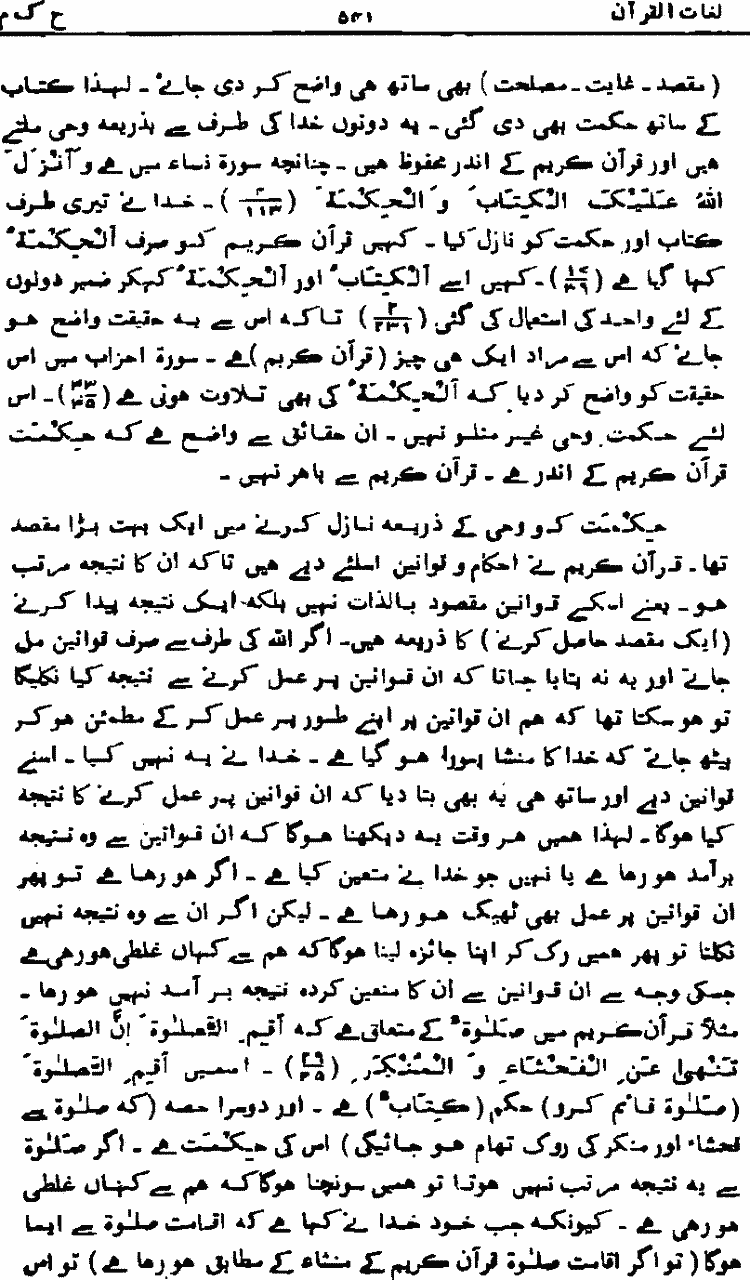 لغات القرآن ۵۴۱ ح ک م
(مقصد - غایت - مصلحت) بھی ساتھ ھی واضح کر دی جائے - لہذا کتاب
کے ساتھ حکمت بھی دی گئی - یہ دونوں خدا کی طرف سے بذریعہ وحی ملتے
ھیں اور قرآن کریم کے اندر محفوظ ھیں - چنانچہ سورۃ نساء میں ھے وَ اَنْزَلَ
اللہُ عَلَیْکَ الْکِتَابَ وَ الْحِکْمَۃَ (۴/۱۱۳) - خدا نے تیری طرف
کتاب اور حکمت کو نازل کیا - کہیں قرآن کریم کو صرف اَلْحِکْمَۃُ
کہا گیا ھے (۱۷/۳۹) - کہیں اسے اَلْکِتَابُ اور اَلْحِکْمَۃُ کہکر ضمیر دونوں
کے لئے واحد کی استعمال کی گئی (۲/۲۳۱) تاکہ اس سے یہ حقیقت واضح ھو
جائے کہ اس سے مراد ایک ھی چیز (قرآن کریم) ھے - سورۃ احزاب میں اس
حقیقت کو واضح کر دیا کہ اَلْحِکْمَۃُ کی بھی تلاوت ھوتی ھے (۳۳/۳۴) - اس
لئے حکمت، وحی غیر متلو نہیں - ان حقائق سے واضح ھے کہ حِکْمَت
قرآن کریم کے اندر ھے - قرآن کریم سے باھر نہیں -
حِکْمَت کو وحی کے ذریعہ نازل کرنے میں ایک بہت بڑا مقصد
تھا - قرآن کریم نے احکام و قوانین اسلئے دیے ھیں تاکہ ان کا نتیجہ مرتب
ھو - یعنے اسکے قوانین مقصود بالذات نہیں بلکہ ایک نتیجہ پیدا کرنے
(ایک مقصد حاصل کرنے) کا ذریعہ ھیں - اگر اللہ کی طرف سے صرف قوانین مل
جاتے اور یہ نہ بتایا جاتا کہ ان قوانین پر عمل کرنے سے نتیجہ کیا نکلیگا
تو ھو سکتا تھا کہ ھم ان قوانین پر اپنے طور پر عمل کر کے مطمئن ھو کر
بیٹھ جاتے کہ خدا کا منشا پورا ھو گیا ھے - خدا نے یہ نہیں کیا - اسنے
قوانین دیے اور ساتھ ھی یہ بھی بتا دیا کہ ان قوانین پر عمل کرنے کا نتیجہ
کیا ھوگا - لہذا ھمیں ھر وقت یہ دیکھنا ھوگا کہ ان قوانین سے وہ نتیجہ
برآمد ھو رھا ھے یا نہیں جو خدا نے متعین کیا ھے - اگر ھو رھا ھے تو پھر
ان قوانین پر عمل بھی ٹھیک ھو رھا ھے - لیکن اگر ان سے وہ نتیجہ نہیں
نکلتا تو پھر ھمیں رک کر اپنا جائزہ لینا ھوگا کہ ھم سے کہاں غلطی ھو رھی ھے
جسکی وجہ سے ان قوانین سے ان کا متعین کردہ نتیجہ بر آمد نہیں ھو رھا -
مثلاً قرآن کریم میں صَلٰوۃُ کے متعلق ھے کہ اَقِمِ الصَّلٰوۃَ اِنَّ الصلٰوۃَ
تَنْهٰی عَنِ الْفَحْشَاءِ وَ الْمُنْکَرِ (۲۹/۴۵) - اسمیں اَقِمِ الصَّلٰوۃَ
(صَلٰوۃ قائم کرو) حکم (کِتَابُ) ھے - اور دوسرا حصہ (کہ صلٰوۃ سے
فحشاء اور منکر کی روک تھام ھو جائیگی) اس کی حِکْمَت ھے - اگر صَلٰوۃ
سے یہ نتیجہ مرتب نہیں ھوتا تو ھمیں سونچنا ھوگا کہ ھم سے کہاں غلطی
ھو رھی ھے - کیونکہ جب خود خدا نے کہا ھے کہ اقامت صلٰوۃ سے ایسا
ھوگا (تو اگر اقامت صلٰوۃ قرآن کریم کے منشاء کے مطابق ھو رھا ھے) تو اس